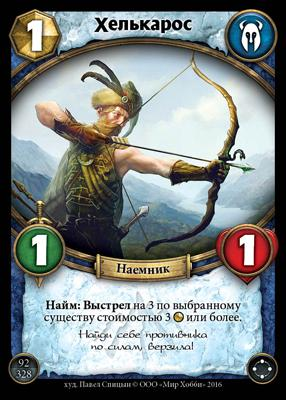 1
Хелькарос
1
Наемник
1
Найм: Выстрел на 3 по выбранному
существу стоимостью 3 или более.
Найди себе противника
по силам, верзила!
92
328
худ. Павел Спицын © ООО «Мир Хобби» 2016